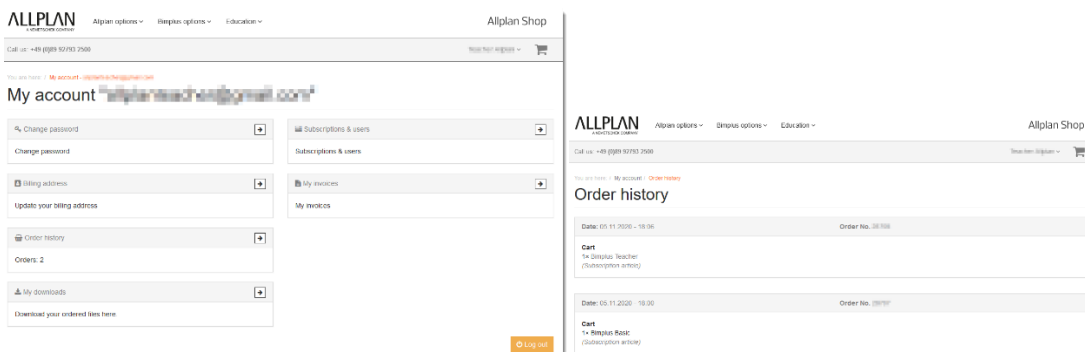 ALLPLAN
A NEMETSCHEK COMPANY
Allplan options
Bimplus options
Education
Allplan Shop
Call us: +49 (0)89 92793 2500
You are here: / My account -
My account "
Change password
Change password
Subscriptions & users
Subscriptions & users
Billing address
Update your billing address
My invoices
My invoices
Order history
Orders: 2
My downloads
Download your ordered files here
Log out
ALLPLAN
A NEMETSCHEK COMPANY
Allplan options
Bimplus options
Education
Allplan Shop
Call us: +49 (0)89 92793 2500
You are here: / My account / Order history
Order history
Date: 05.11.2020 - 18:06
Order No.
Cart
1× Bimplus Teacher
(Subscription article)
Date: 05.11.2020 - 18:00
Order No.
Cart
1× Bimplus Basic
(Subscription article)